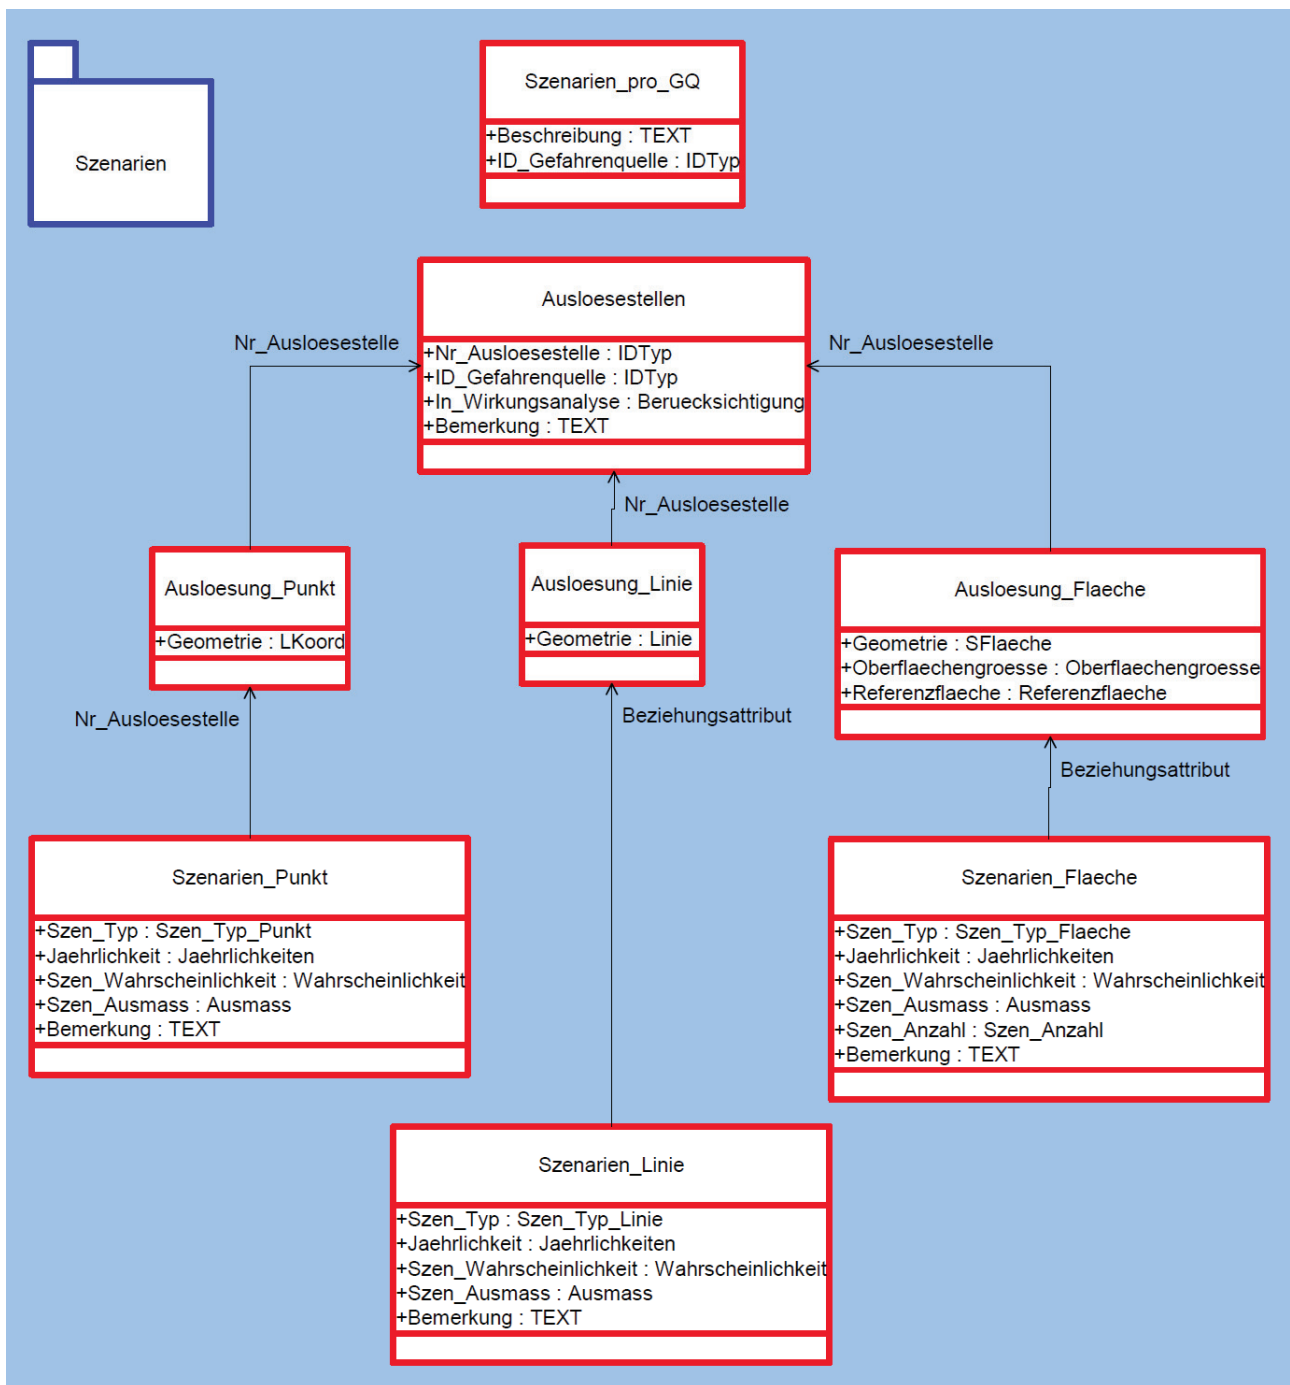 Szenarien
Szenarien_pro_GQ
+Beschreibung : TEXT
+ID_Gefahrenquelle : IDTyp
Ausloesestellen
+Nr_Ausloesestelle : IDTyp
+ID_Gefahrenquelle : IDTyp
+In_Wirkungsanalyse : Beruecksichtigung
+Bemerkung : TEXT
Nr_Ausloesestelle
Nr_Ausloesestelle
Nr_Ausloesestelle
Ausloesung_Punkt
+Geometrie : LKoord
Ausloesung_Linie
+Geometrie : Linie
Ausloesung_Flaeche
+Geometrie : SFlaeche
+Oberflaechengroesse : Oberflaechengroesse
+Referenzflaeche : Referenzflaeche
Nr_Ausloesestelle
Beziehungsattribut
Beziehungsattribut
Szenarien_Punkt
+Szen_Typ : Szen_Typ_Punkt
+Jaehrlichkeit : Jaehrlichkeiten
+Szen_Wahrscheinlichkeit : Wahrscheinlichkeit
+Szen_Ausmass : Ausmass
+Bemerkung : TEXT
Szenarien_Flaeche
+Szen_Typ : Szen_Typ_Flaeche
+Jaehrlichkeit : Jaehrlichkeiten
+Szen_Wahrscheinlichkeit : Wahrscheinlichkeit
+Szen_Ausmass : Ausmass
+Szen_Anzahl : Szen_Anzahl
+Bemerkung : TEXT
Szenarien_Linie
+Szen_Typ : Szen_Typ_Linie
+Jaehrlichkeit : Jaehrlichkeiten
+Szen_Wahrscheinlichkeit : Wahrscheinlichkeit
+Szen_Ausmass : Ausmass
+Bemerkung : TEXT